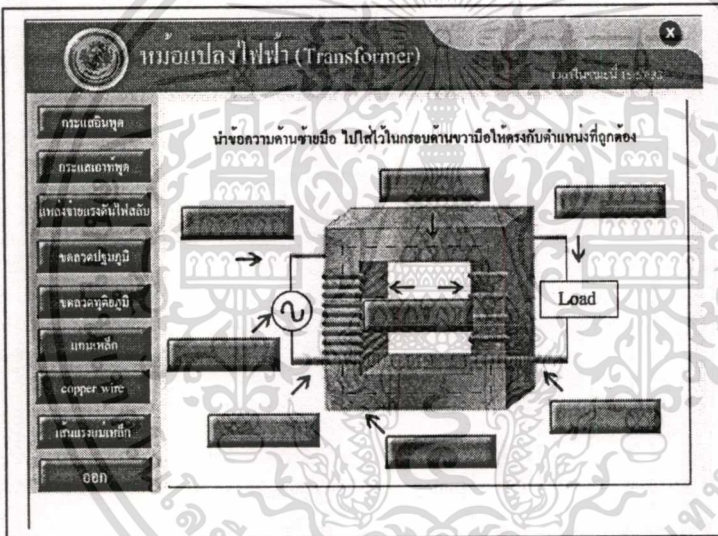 หม้อแปลงไฟฟ้า (Transformer)
X
กระแสอินพุต
กระแสเอาท์พุต
แหล่งจ่ายแรงดันไฟสลับ
ขดลวดปฐมภูมิ
ขดลวดทุติยภูมิ
แกนเหล็ก
copper wire
เส้นแรงแม่เหล็ก
ออก
นำข้อความด้านซ้ายมือ ไปใส่ไว้ในกรอบด้านขวามือให้ตรงกับตำแหน่งที่ถูกต้อง
Load